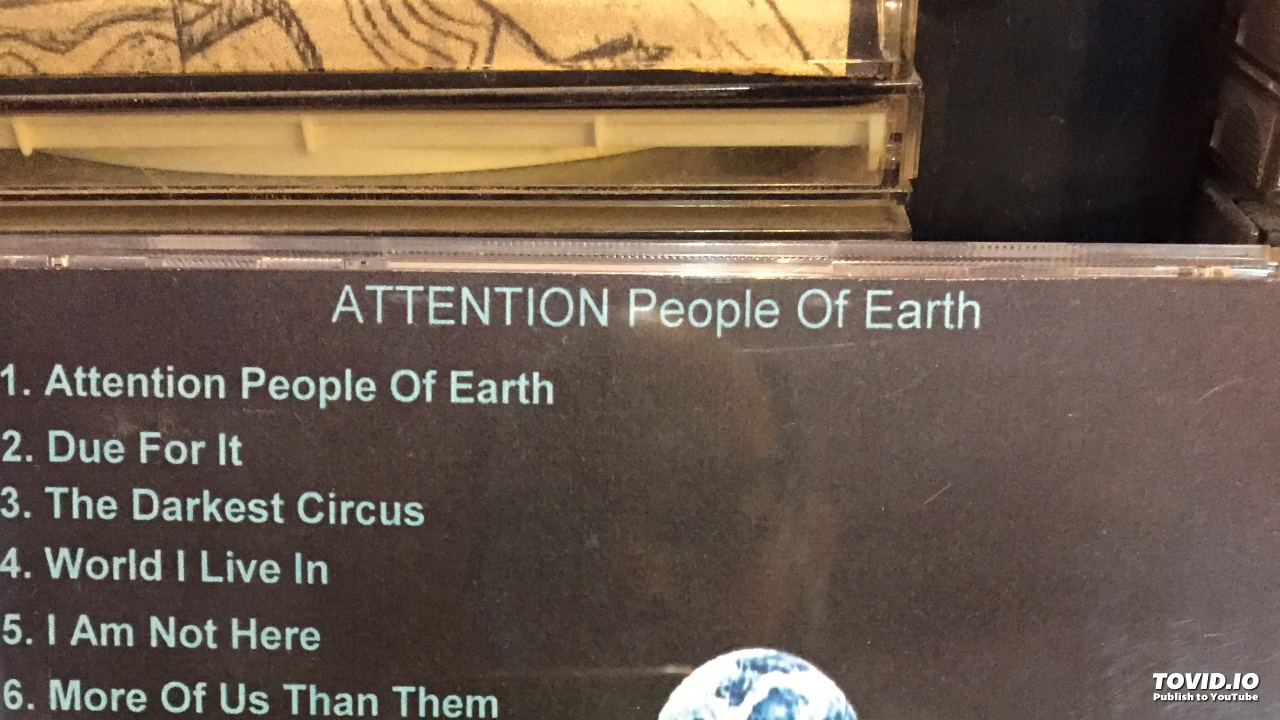 ATTENTION People Of Earth
1. Attention People Of Earth
2. Due For It
3. The Darkest Circus
4. World I Live In
5. I Am Not Here
6. More Of Us Than Them
TOVID.IO
Publish to YouTube